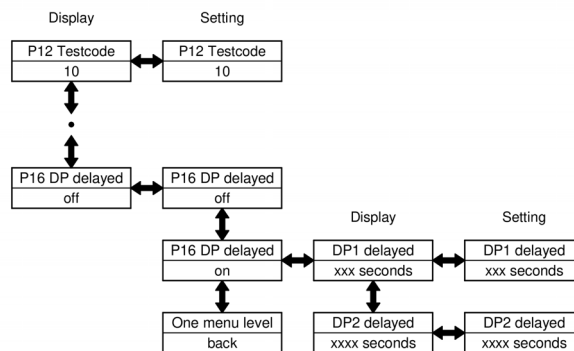 Display Setting
P12 Testcode P12 Testcode
10 10
P16 DP delayed P16 DP delayed
off off
Display Setting
P16 DP delayed DP1 delayed DP1 delayed
on xxx seconds xxx seconds
One menu level DP2 delayed DP2 delayed
back xxxx seconds xxxx seconds